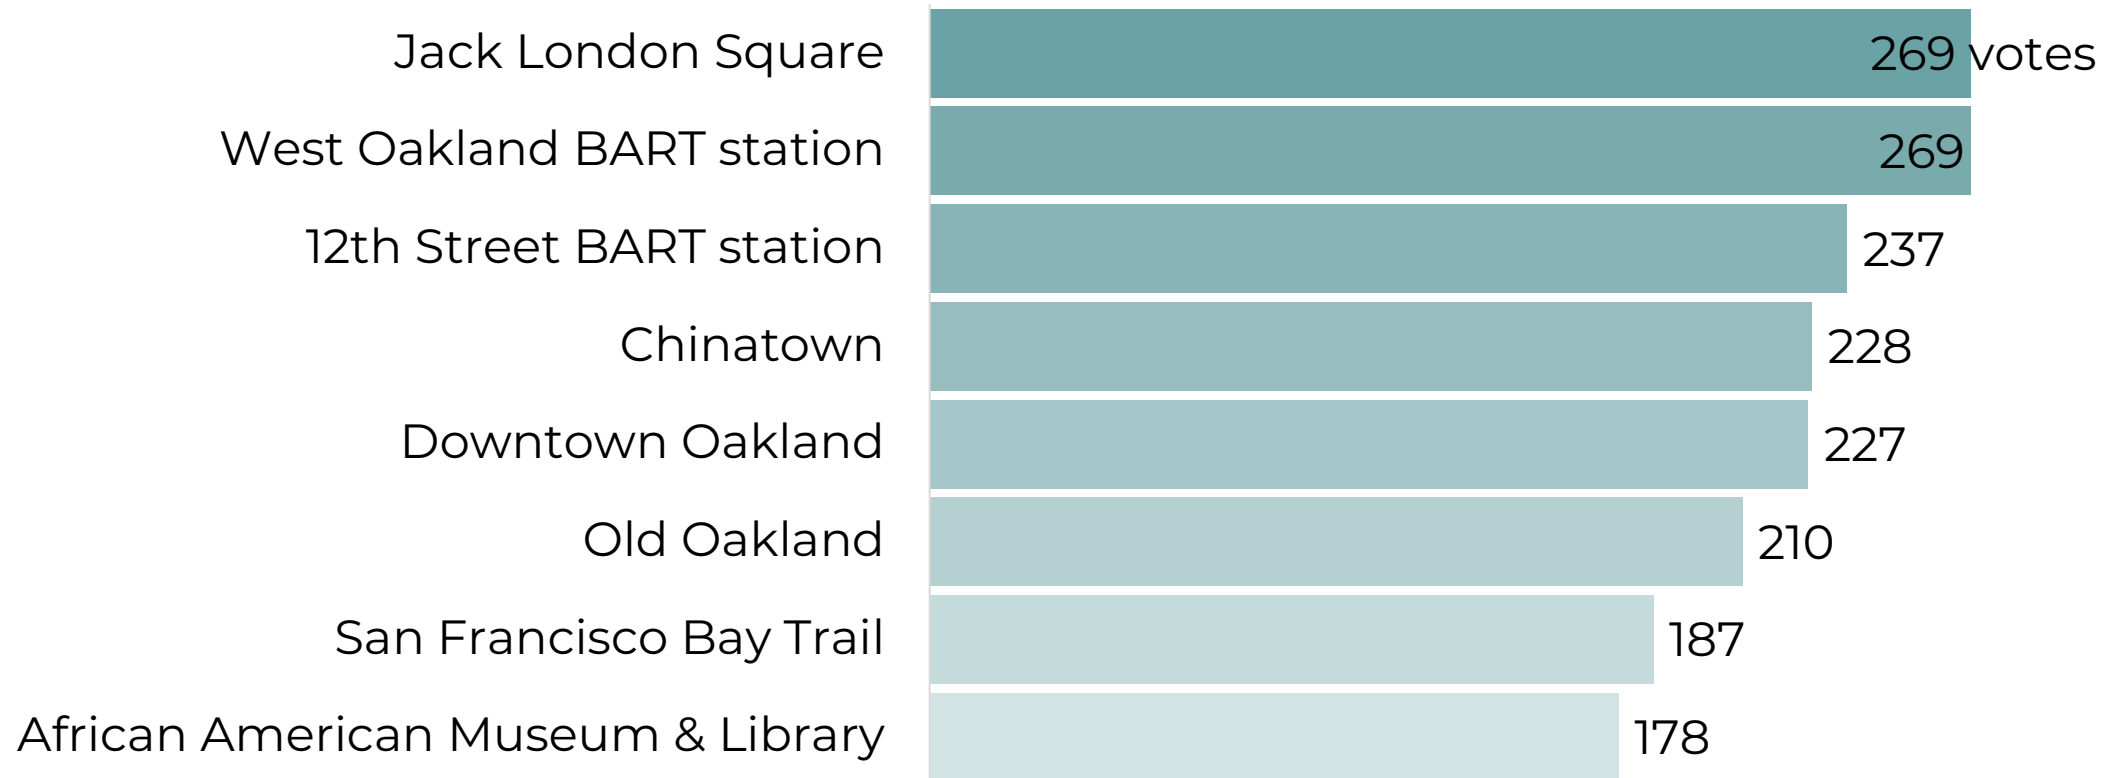 Jack London Square 269 votes
West Oakland BART station 269
12th Street BART station 237
Chinatown 228
Downtown Oakland 227
Old Oakland 210
San Francisco Bay Trail 187
African American Museum & Library 178